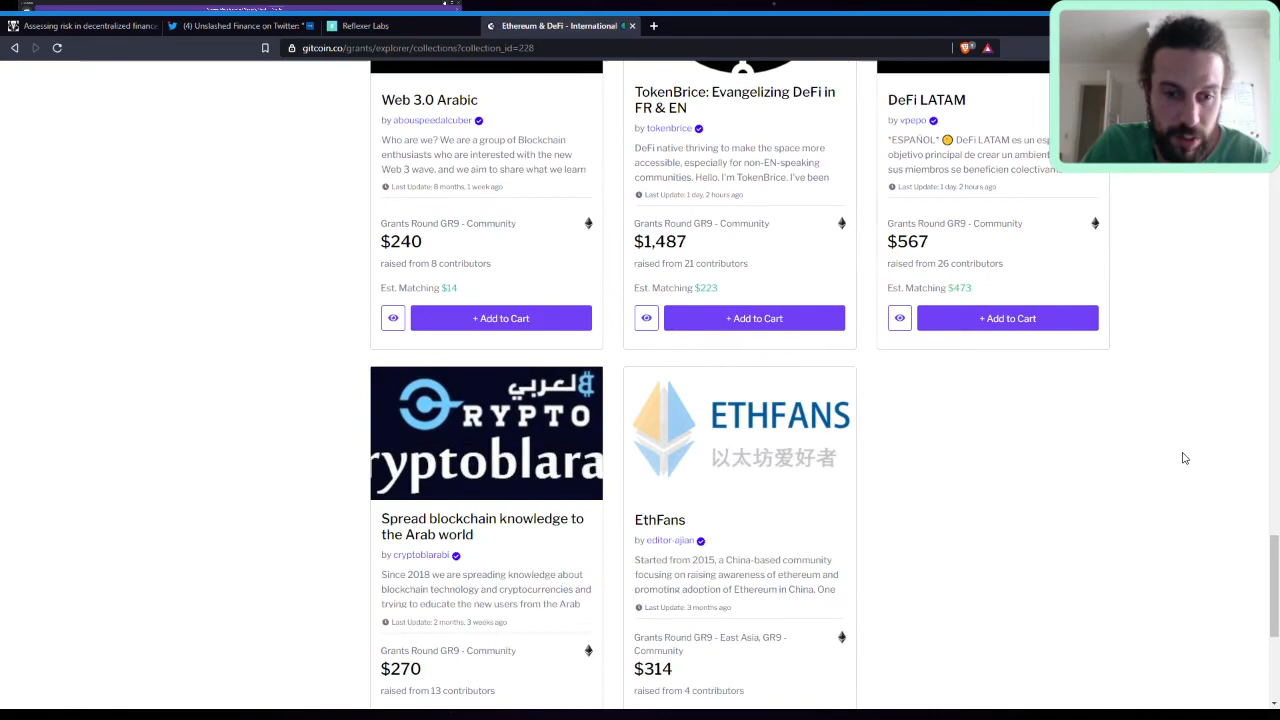 Assessing risk in decentralized finance
(4) Unslashed Finance on Twitter: "
Reflexer Labs
Ethereum & DeFi - International
gitcoin.co/grants/explorer/collections?collection_id=228
Web 3.0 Arabic
by abouspeedalcuber
Who are we? We are a group of Blockchain
enthusiasts who are interested with the new
Web 3 wave, and we aim to share what we learn
Last Update: 8 months, 1 week ago
Grants Round GR9 - Community
$240
raised from 8 contributors
Est. Matching $14
+ Add to Cart
TokenBrice: Evangelizing DeFi in
FR & EN
by tokenbrice
DeFi native thriving to make the space more
accessible, especially for non-EN-speaking
communities. Hello. I'm TokenBrice. I've been
Last Update: 1 day, 2 hours ago
Grants Round GR9 - Community
$1,487
raised from 21 contributors
Est. Matching $223
+ Add to Cart
DeFi LATAM
by vpepo
*ESPAÑOL* DeFi LATAM es un esp
objetivo principal de crear un ambient
sus miembros se beneficien colectivam
Last Update: 1 day, 2 hours ago
Grants Round GR9 - Community
$567
raised from 26 contributors
Est. Matching $473
+ Add to Cart
بالعربي
CRYPTO
ryptoblara
Spread blockchain knowledge to
the Arab world
by cryptoblarabi
Since 2018 we are spreading knowledge about
blockchain technology and cryptocurrencies and
trying to educate the new users from the Arab
Last Update: 2 months, 3 weeks ago
Grants Round GR9 - Community
$270
raised from 13 contributors
ETHFANS
以太坊爱好者
EthFans
by editor-ajian
Started from 2015, a China-based community
focusing on raising awareness of ethereum and
promoting adoption of Ethereum in China. One
Last Update: 3 months ago
Grants Round GR9 - East Asia, GR9 -
Community
$314
raised from 4 contributors